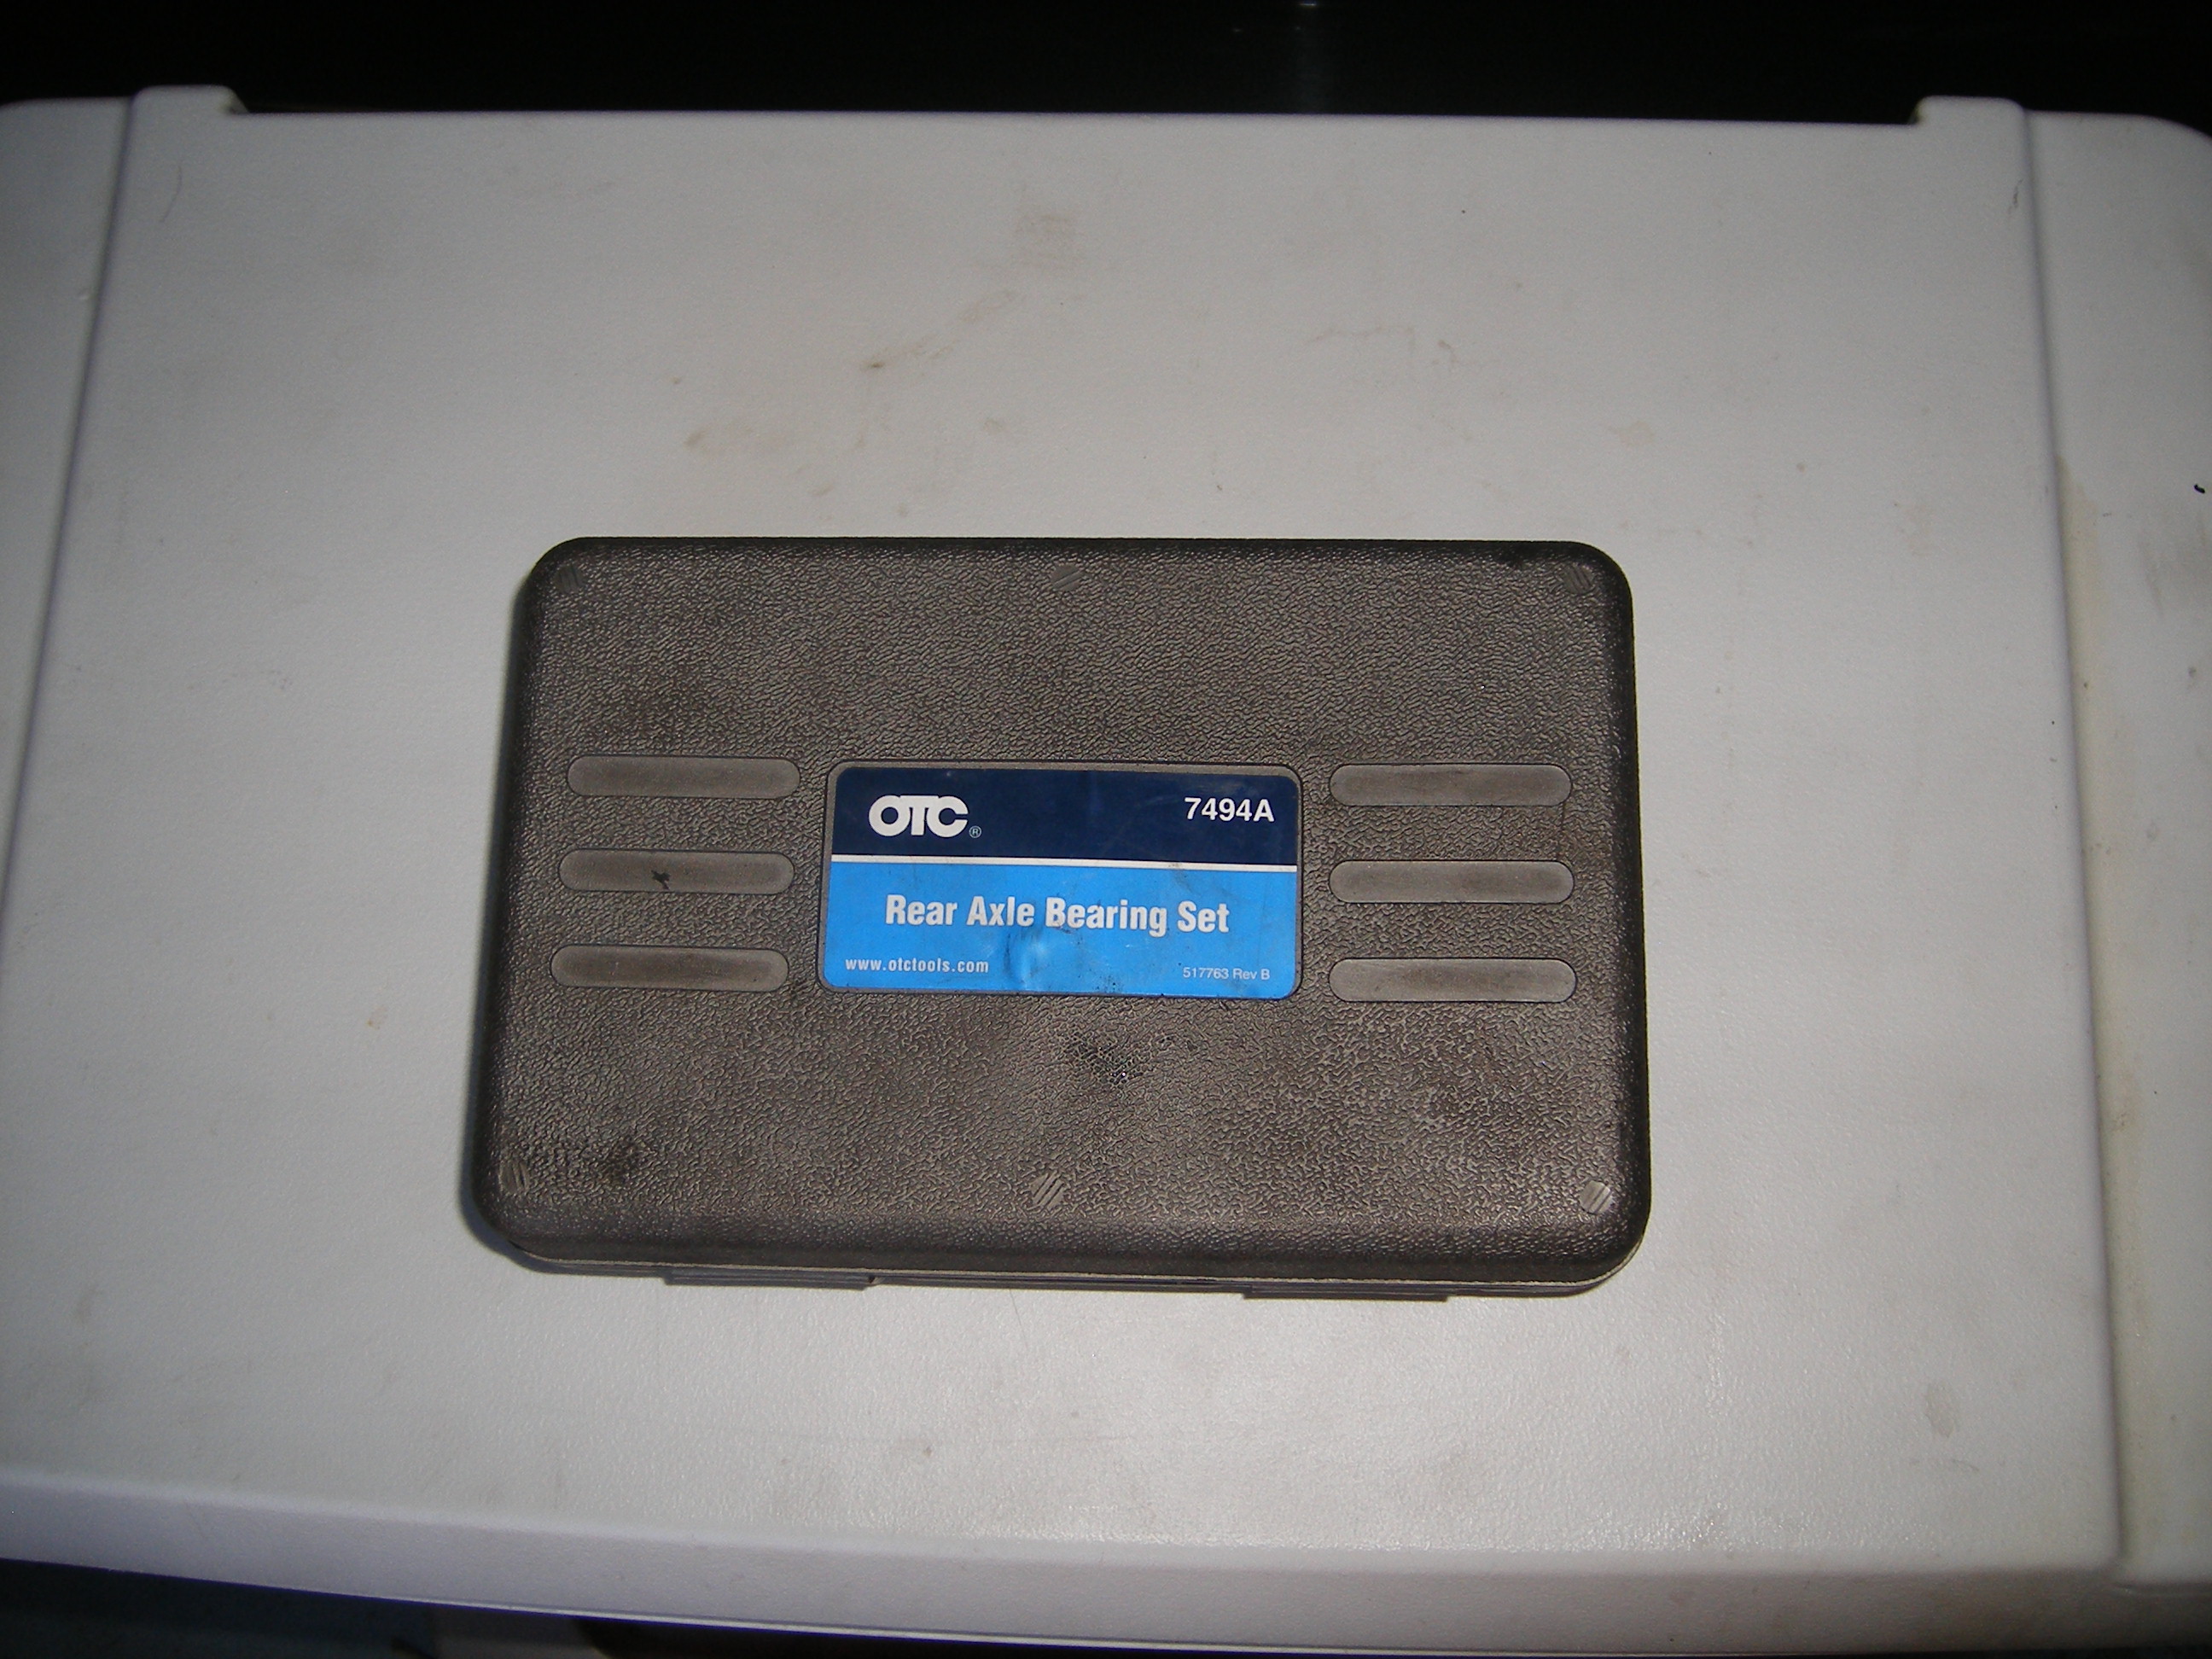 OTC®
7494A
Rear Axle Bearing Set
www.otctools.com
517763 Rev B